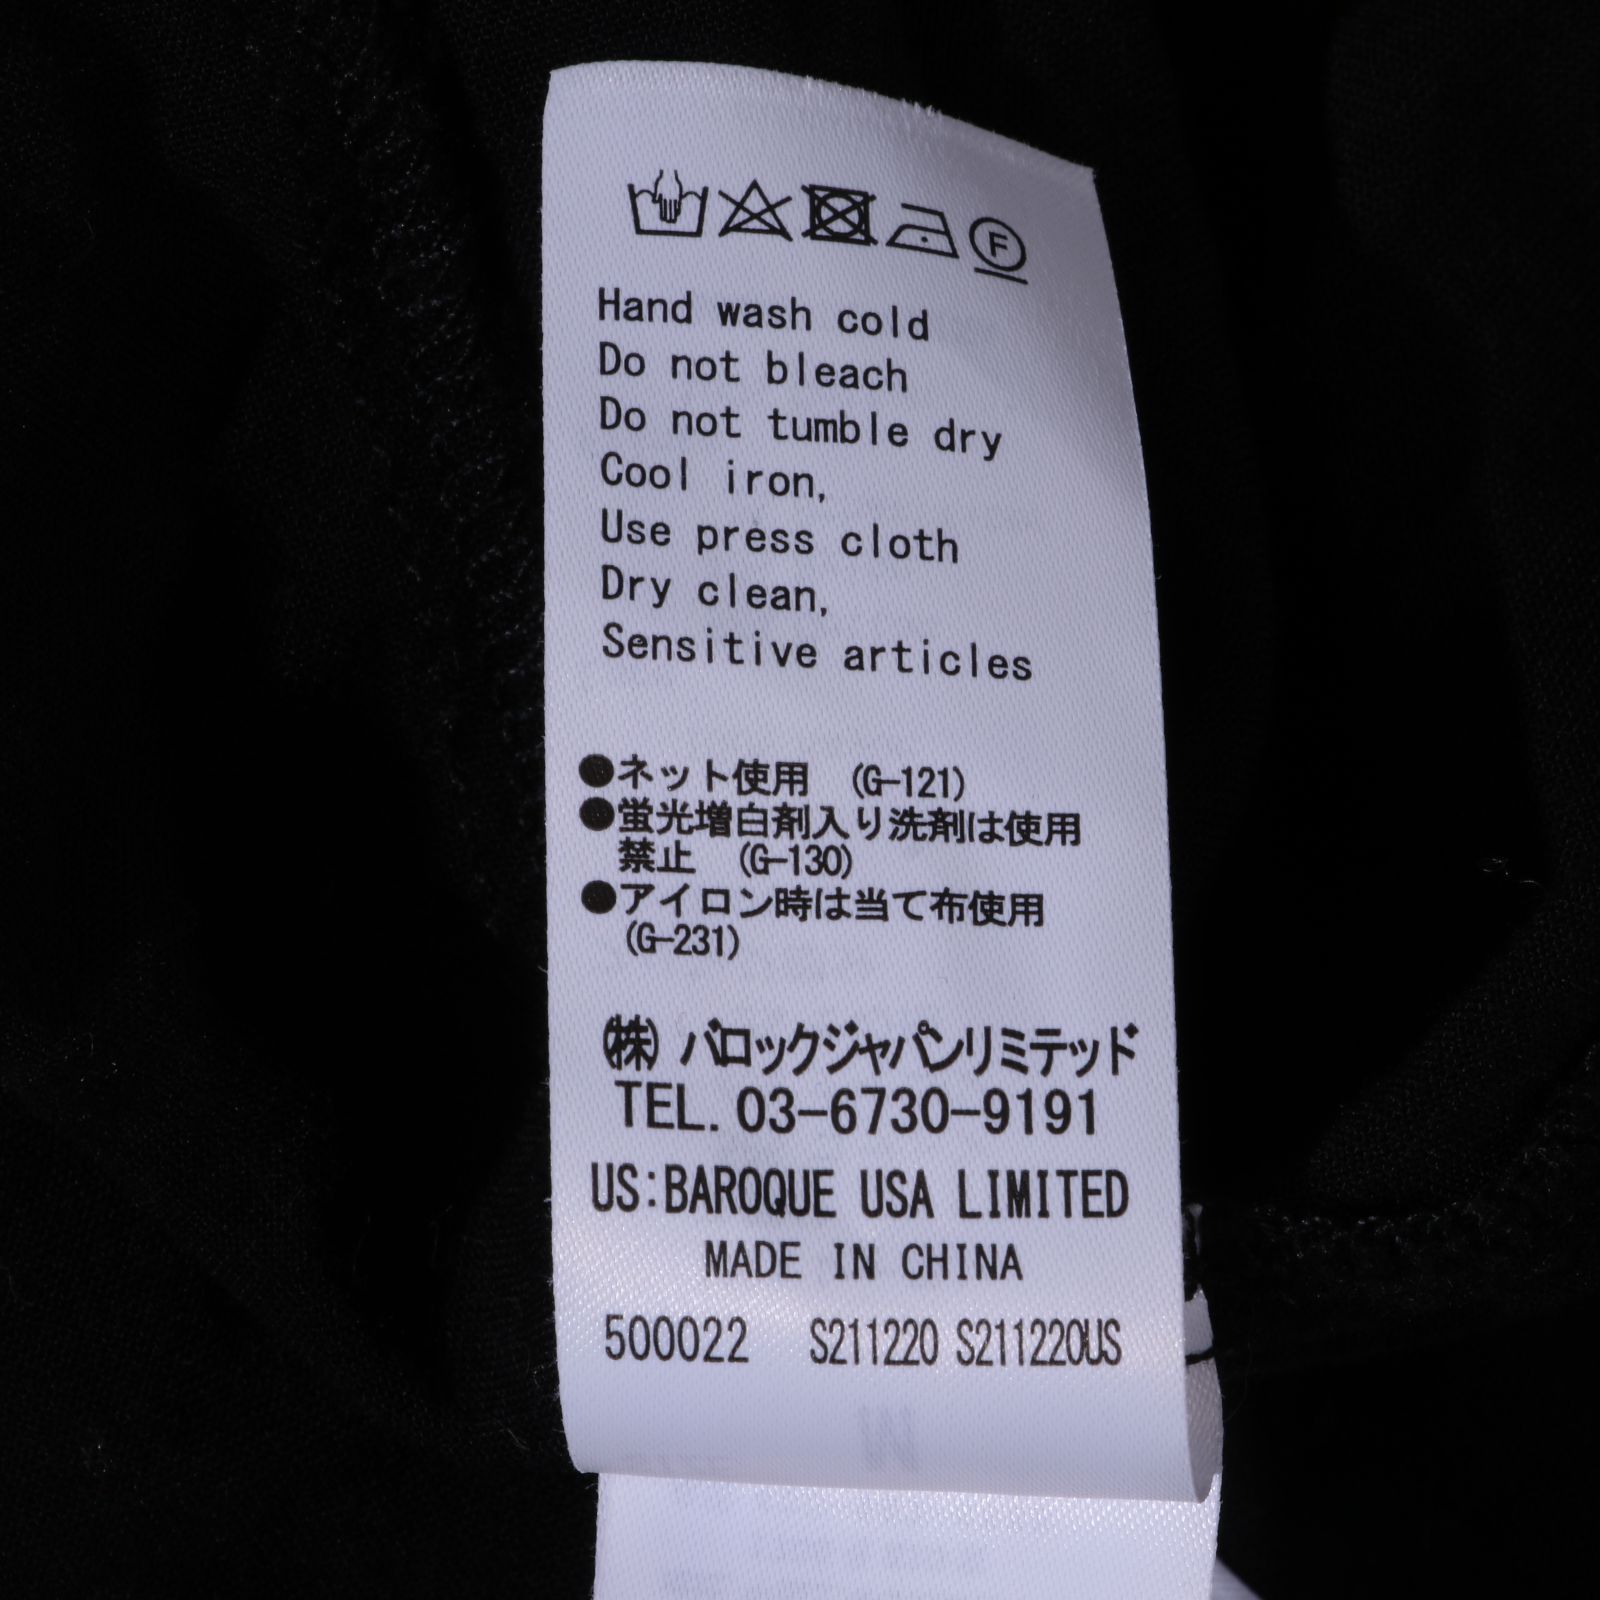 F
Hand wash cold
Do not bleach
Do not tumble dry
Cool iron,
Use press cloth
Dry clean,
Sensitive articles
●ネット使用 (G-121)
●蛍光増白剤入り洗剤は使用
禁止 (G-130)
●アイロン時は当て布使用
(G-231)
(株) バロックジャパンリミテッド
TEL. 03-6730-9191
US:BAROQUE USA LIMITED
MADE IN CHINA
500022 S211220 S211220US